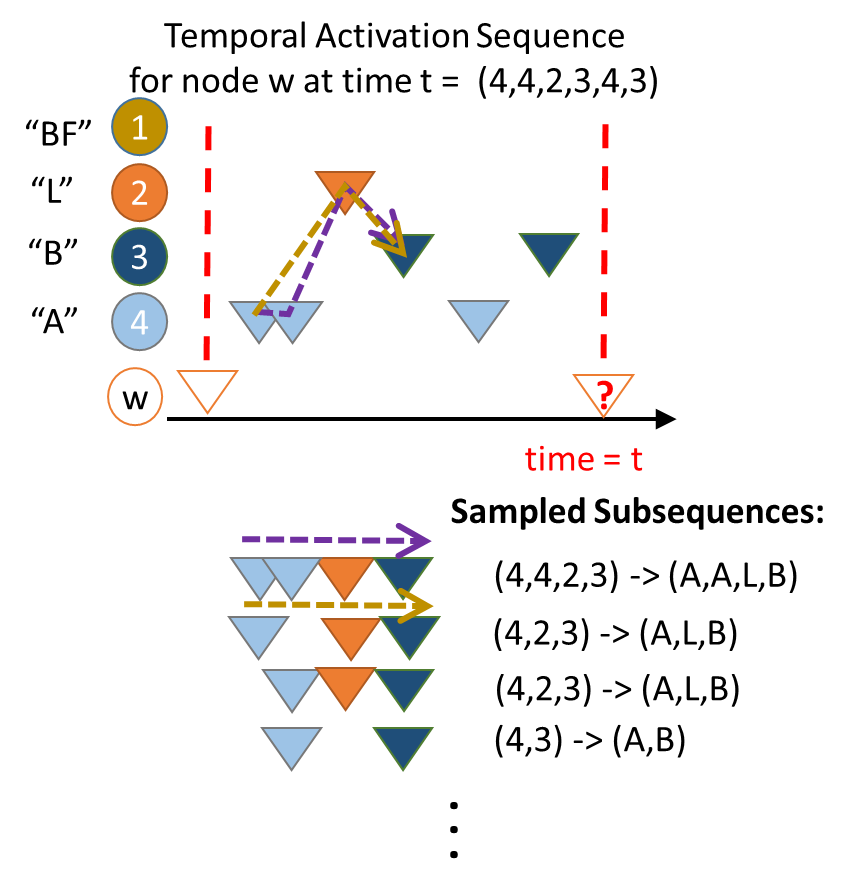 Temporal Activation Sequence
for node w at time t = (4,4,2,3,4,3)
“BF” 1
“L” 2
“B” 3
“A” 4
w ?
time = t
Sampled Subsequences:
(4,4,2,3) -> (A,A,L,B)
(4,2,3) -> (A,L,B)
(4,2,3) -> (A,L,B)
(4,3) -> (A,B)